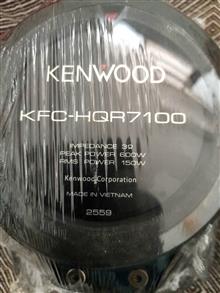 KENWOOD
KFC-HQR7100
IMPEDANCE 3Ω
PEAK POWER 600W
RMS POWER 150W
Kenwood Corporation
MADE IN VIETNAM
2559